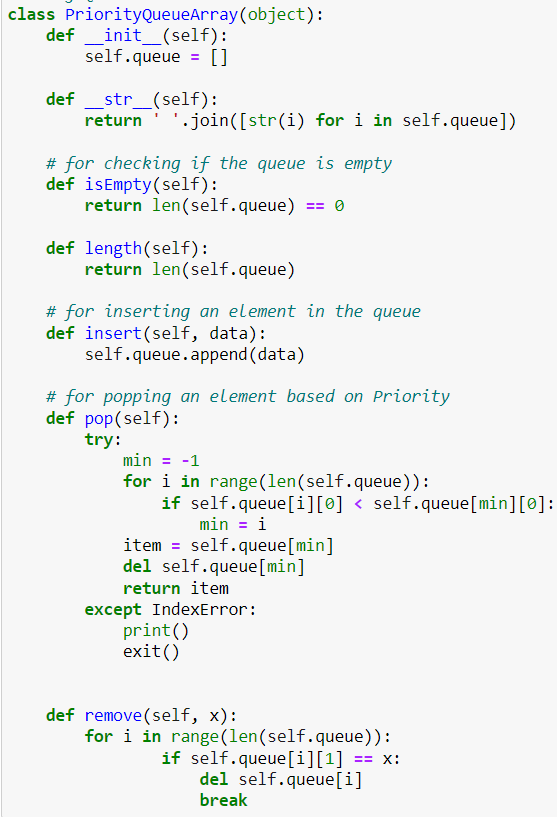 class PriorityQueueArray(object):
    def __init__(self):
        self.queue = []

    def __str__(self):
        return ' '.join([str(i) for i in self.queue])

    # for checking if the queue is empty
    def isEmpty(self):
        return len(self.queue) == 0

    def length(self):
        return len(self.queue)

    # for inserting an element in the queue
    def insert(self, data):
        self.queue.append(data)

    # for popping an element based on Priority
    def pop(self):
        try:
            min = -1
            for i in range(len(self.queue)):
                if self.queue[i][0] < self.queue[min][0]:
                    min = i
            item = self.queue[min]
            del self.queue[min]
            return item
        except IndexError:
            print()
            exit()


    def remove(self, x):
        for i in range(len(self.queue)):
                if self.queue[i][1] == x:
                    del self.queue[i]
                    break